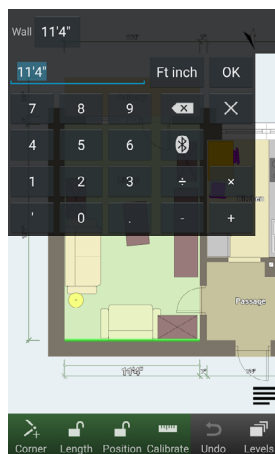 Wall 11'4"
11'4" Ft inch OK
7 8 9
4 5 6
1 2 3 ÷ ×
' 0 . - +
Passage
11'4"
Corner Length Position Calibrate Undo Levels